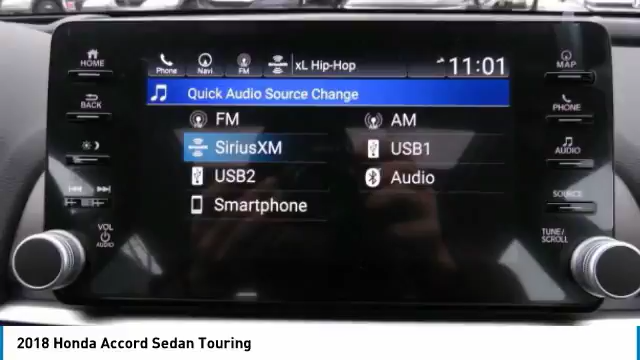 HOME
Phone
Navi
FM
xL Hip-Hop
11:01
MAP
Quick Audio Source Change
BACK
FM
AM
PHONE
SiriusXM
USB1
AUDIO
USB2
Audio
Smartphone
SOURCE
VOL
AUDIO
TUNE/
SCROLL
2018 Honda Accord Sedan Touring